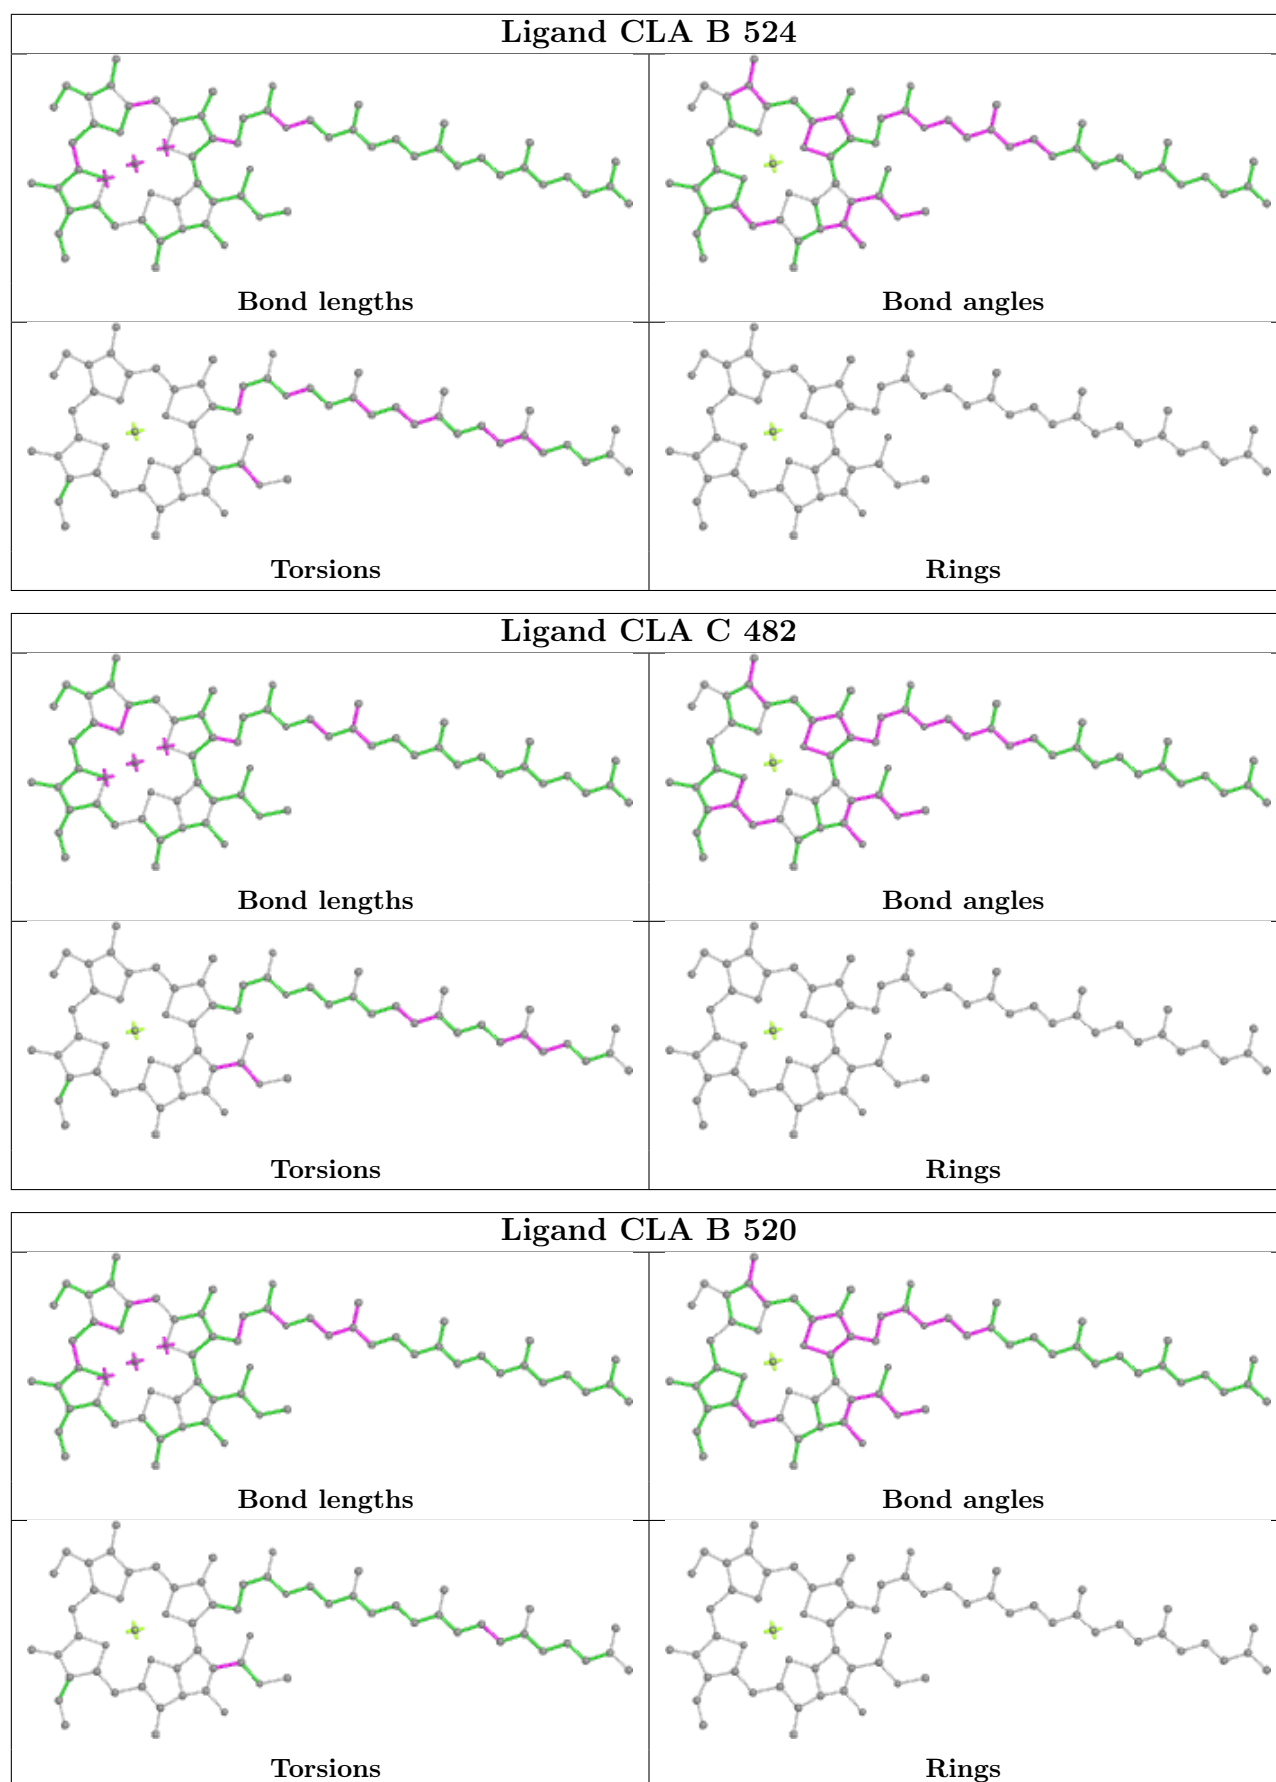 Ligand CLA B 524
Bond lengths
Bond angles
Torsions
Rings
Ligand CLA C 482
Bond lengths
Bond angles
Torsions
Rings
Ligand CLA B 520
Bond lengths
Bond angles
Torsions
Rings